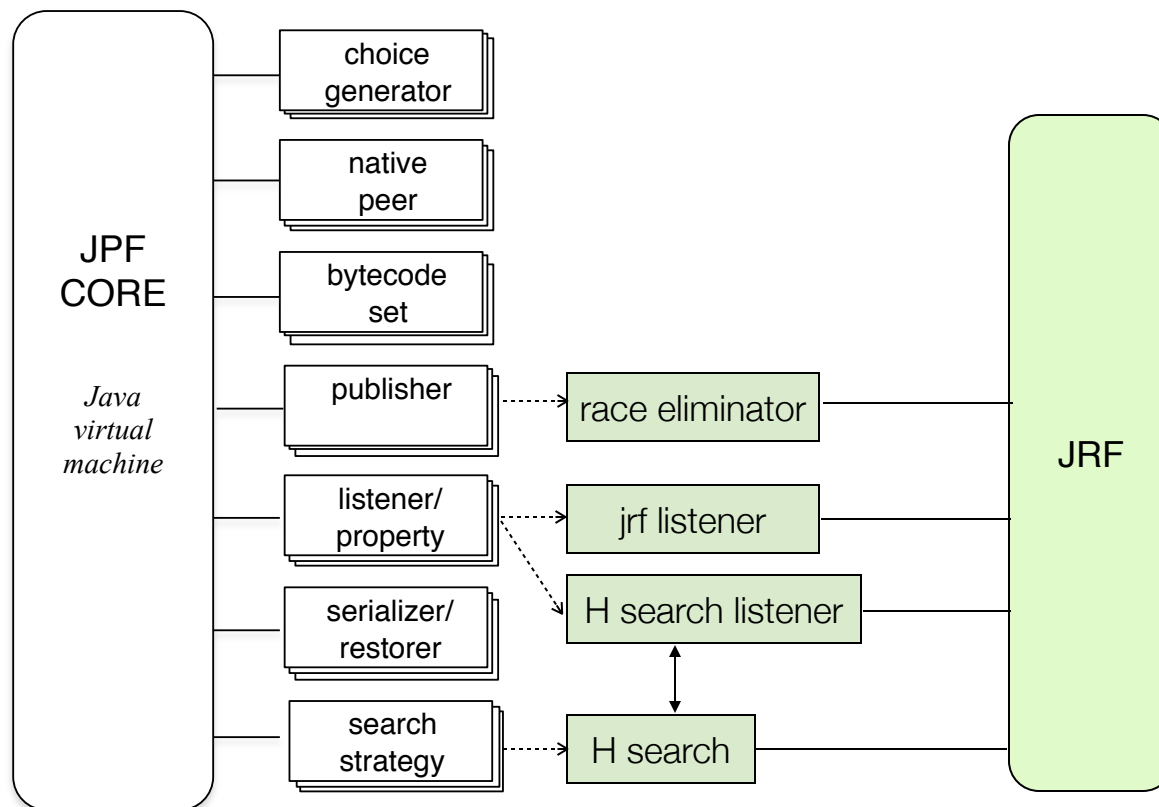 JPF
CORE
Java
virtual
machine
choice
generator
native
peer
bytecode
set
publisher
listener/
property
serializer/
restorer
search
strategy
race eliminator
jrf listener
H search listener
H search
JRF